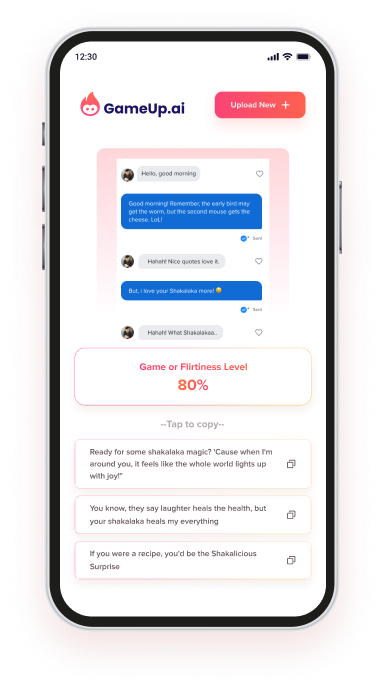 12:30
GameUp.ai
Upload New +
Hello, good morning
Good morning! Remember, the early bird may
get the worm, but the second mouse gets the
cheese. LoL!
Sent
Hahah! Nice quotes love it.
But, i love your Shakalaka more! 😄
Sent
Hahah! What Shakalakaa..
Game or Flirtiness Level
80%
--Tap to copy--
Ready for some shakalaka magic? 'Cause when I'm
around you, it feels like the whole world lights up
with joy!"
You know, they say laughter heals the health, but
your shakalaka heals my everything
If you were a recipe, you'd be the Shakalicious
Surprise